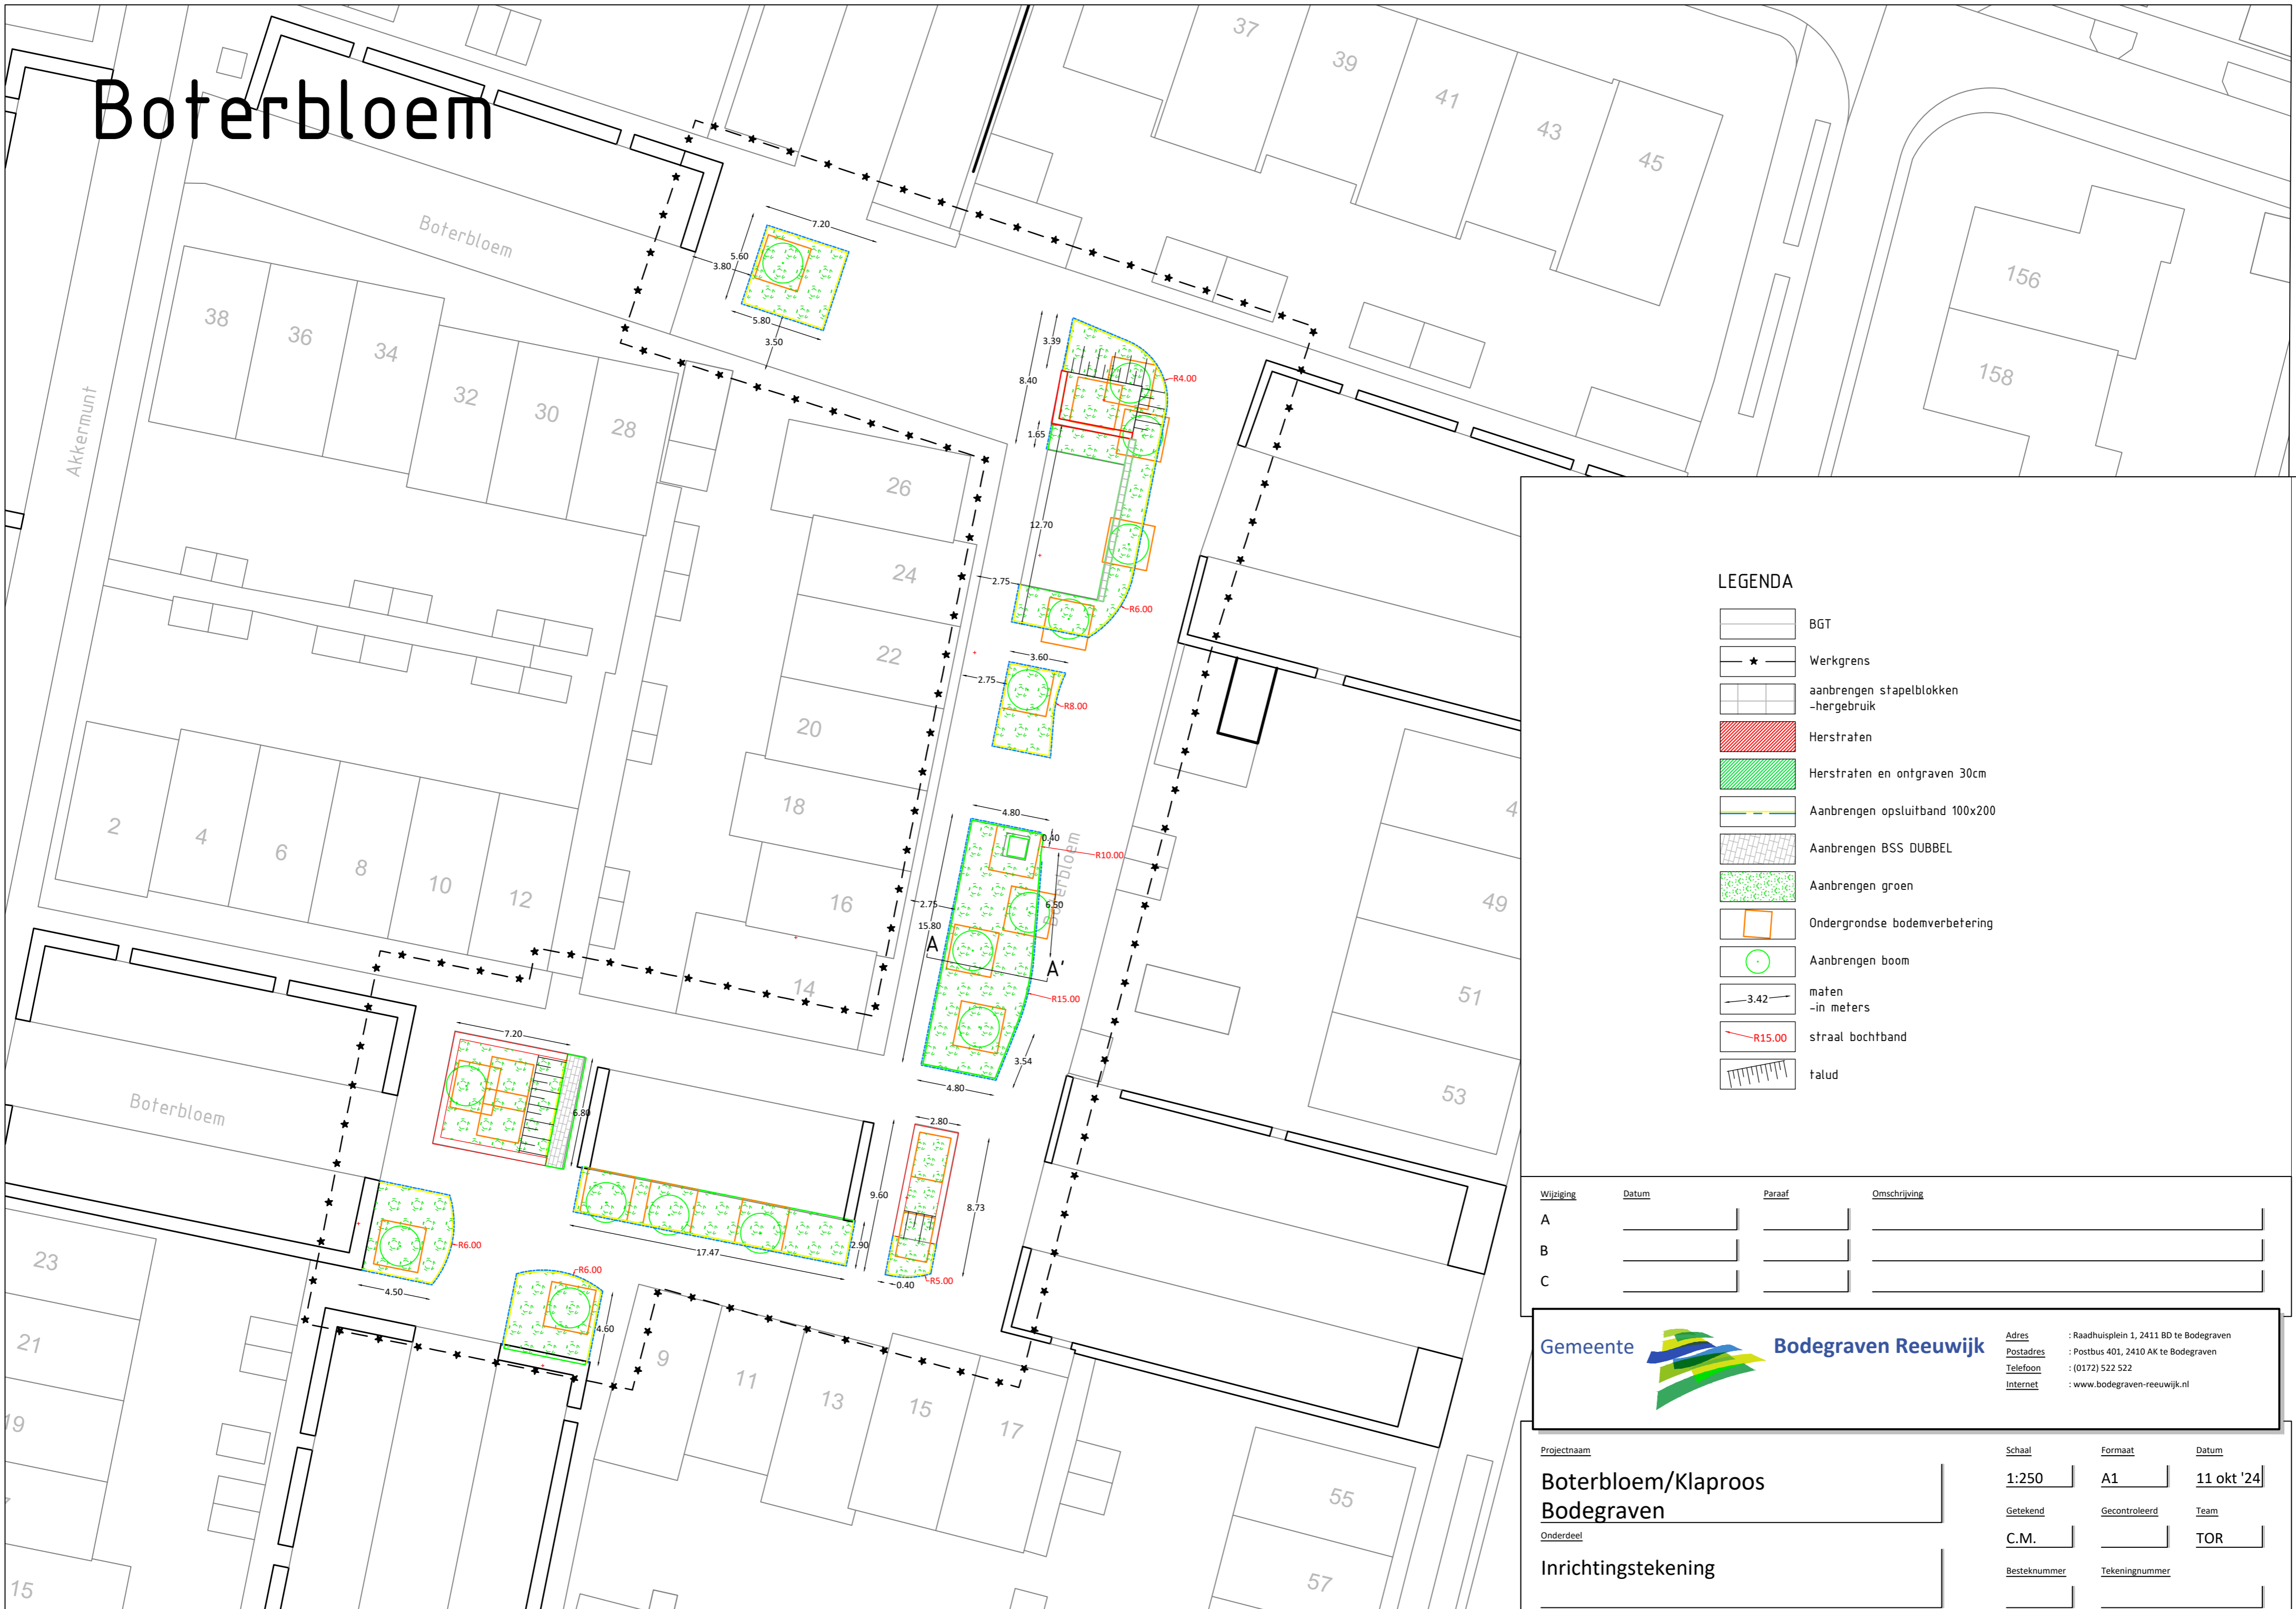 Boterbloem
37
39
41
43
45
156
158
Boterbloem
7.20
5.60
3.80
5.80
3.50
38
36
34
32
30
28
Akkermunt
3.39
8.40
R4.00
1.65
26
24
22
20
18
16
14
12.70
2.75
R6.00
3.60
2.75
R8.00
2
4
6
8
10
12
4.80
0.40
R10.00
Boterbloem
6.50
2.75
15.80
A
A'
R15.00
3.54
4.80
49
51
53
7.20
6.80
Boterbloem
2.80
9.60
8.73
2.90
17.47
0.40
R5.00
R6.00
4.50
R6.00
4.60
23
21
19
15
9
11
13
15
17
55
57
LEGENDA
BGT
Werkgrens
aanbrengen stapelblokken
-hergebruik
Herstraten
Herstraten en ontgraven 30cm
Aanbrengen opsluitband 100x200
Aanbrengen BSS DUBBEL
Aanbrengen groen
Ondergrondse bodemverbetering
Aanbrengen boom
3.42
maten
-in meters
R15.00
straal bochtband
talud
Wijziging Datum Paraaf Omschrijving
A
B
C
Gemeente Bodegraven Reeuwijk
Adres : Raadhuisplein 1, 2411 BD te Bodegraven
Postadres : Postbus 401, 2410 AK te Bodegraven
Telefoon : (0172) 522 522
Internet : www.bodegraven-reeuwijk.nl
Projectnaam
Boterbloem/Klaproos
Bodegraven
Onderdeel
Inrichtingstekening
Schaal Formaat Datum
1:250 A1 11 okt '24
Getekend Gecontroleerd Team
C.M. TOR
Besteknummer Tekeningnummer